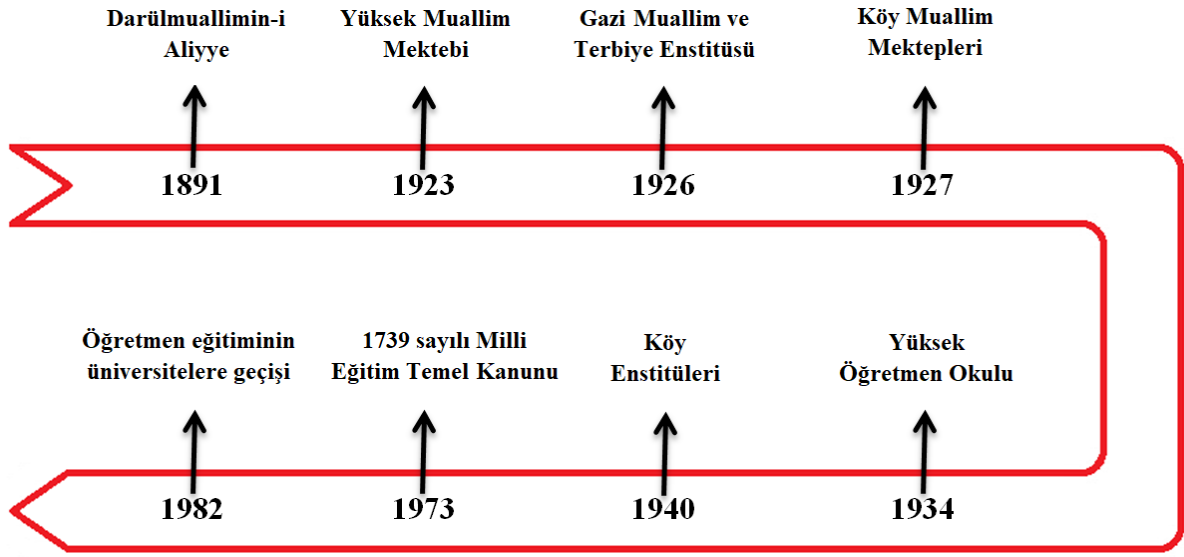 Darülmuallimin-i
Aliyye
Yüksek Muallim
Mektebi
Gazi Muallim ve
Terbiye Enstitüsü
Köy Muallim
Mektepleri
1891
1923
1926
1927
Öğretmen eğitiminin
üniversitelere geçişi
1739 sayılı Milli
Eğitim Temel Kanunu
Köy
Enstitüleri
Yüksek
Öğretmen Okulu
1982
1973
1940
1934